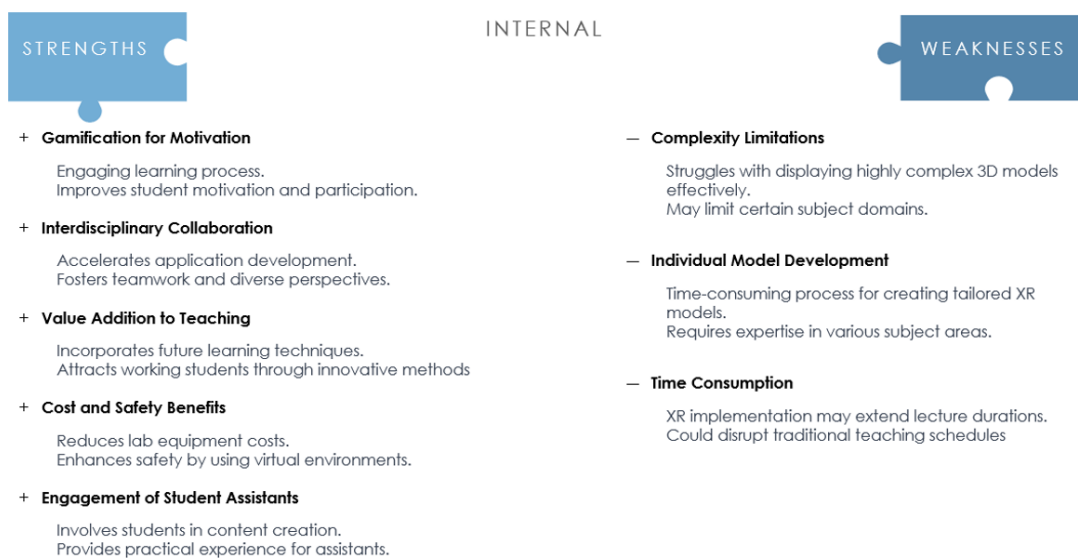 INTERNAL
STRENGTHS
+ Gamification for Motivation
Engaging learning process.
Improves student motivation and participation.
+ Interdisciplinary Collaboration
Accelerates application development.
Fosters teamwork and diverse perspectives.
+ Value Addition to Teaching
Incorporates future learning techniques.
Attracts working students through innovative methods
+ Cost and Safety Benefits
Reduces lab equipment costs.
Enhances safety by using virtual environments.
+ Engagement of Student Assistants
Involves students in content creation.
Provides practical experience for assistants.
WEAKNESSES
— Complexity Limitations
Struggles with displaying highly complex 3D models
effectively.
May limit certain subject domains.
— Individual Model Development
Time-consuming process for creating tailored XR
models.
Requires expertise in various subject areas.
— Time Consumption
XR implementation may extend lecture durations.
Could disrupt traditional teaching schedules